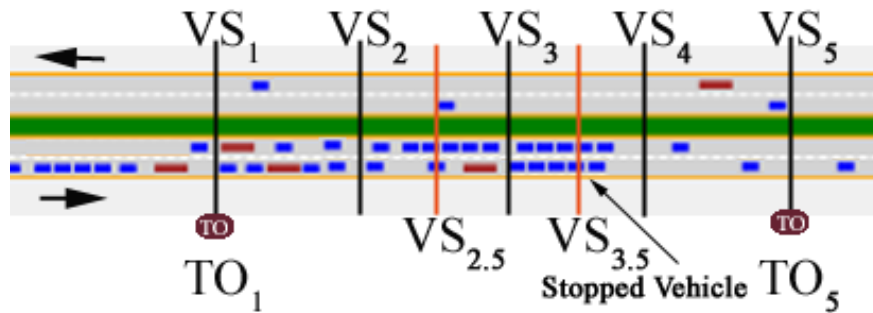 VS1 VS2 VS3 VS4 VS5
VS2.5 VS3.5
TO TO
Stopped Vehicle
TO1 TO5